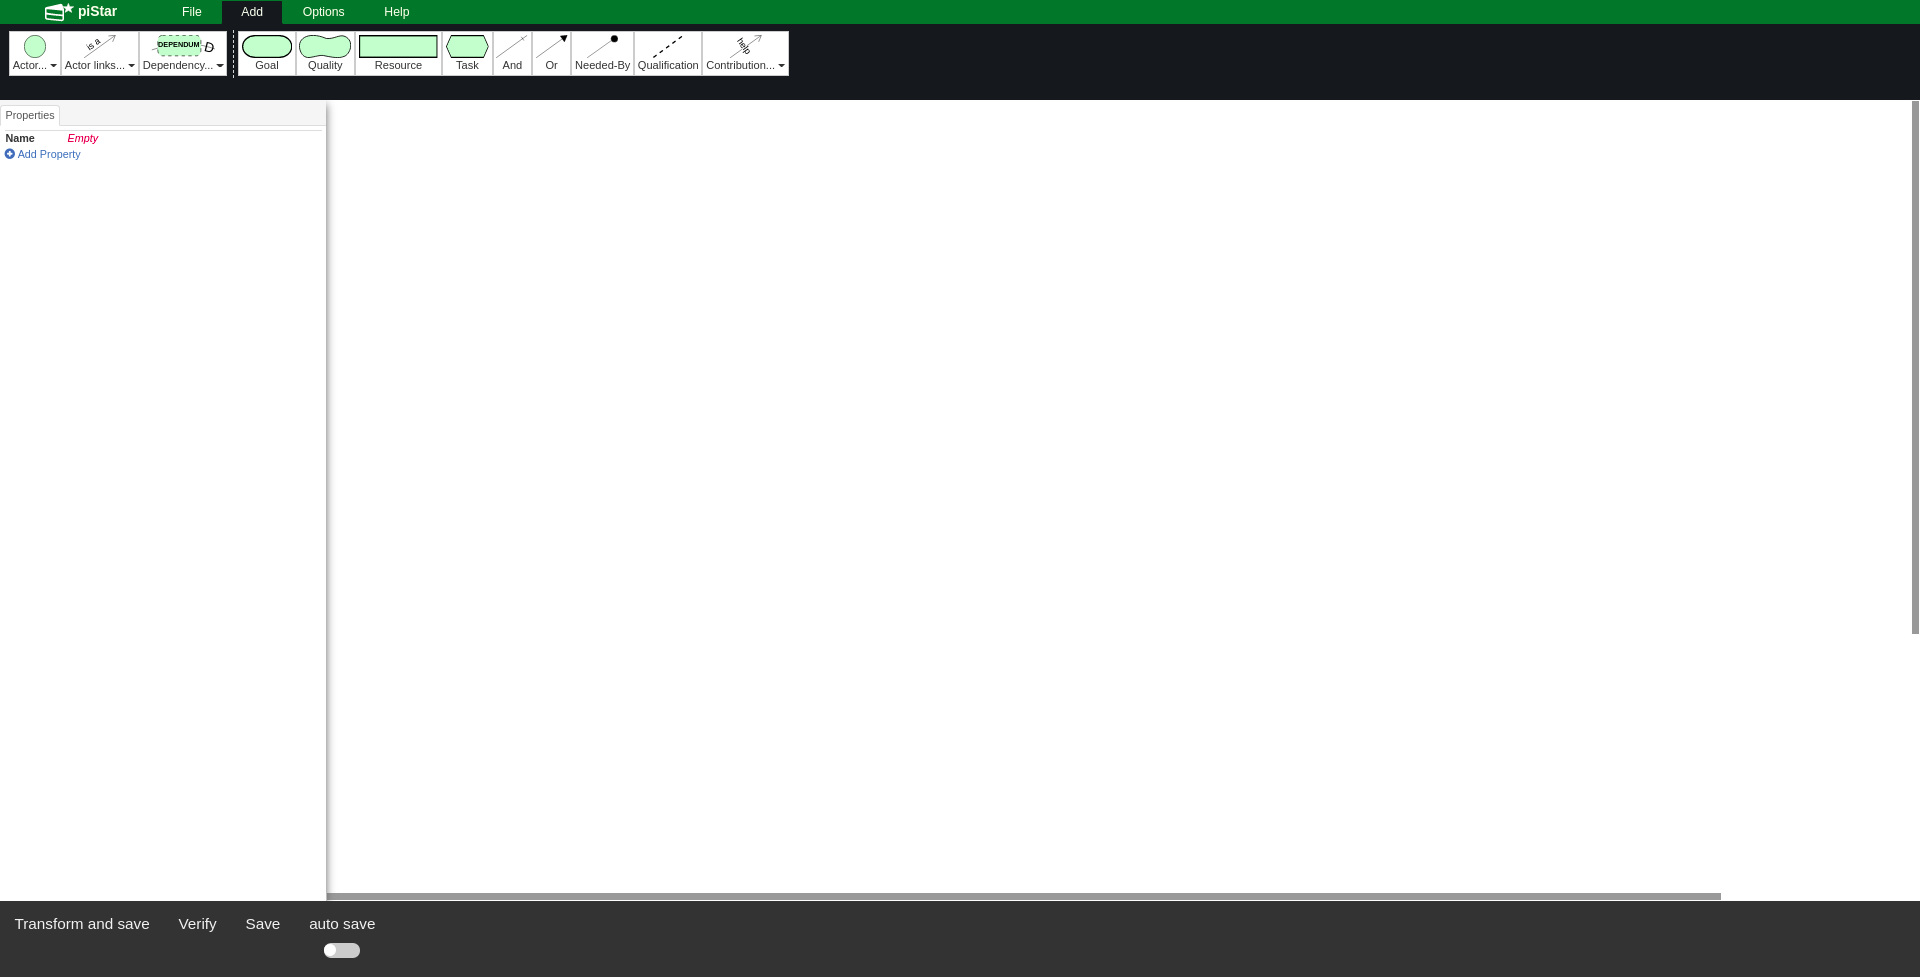 piStar File Add Options Help
is a DEPENDUM D help
Actor... Actor links... Dependency... Goal Quality Resource Task And Or Needed-By Qualification Contribution...
Properties
Name Empty
Add Property
Transform and save Verify Save auto save